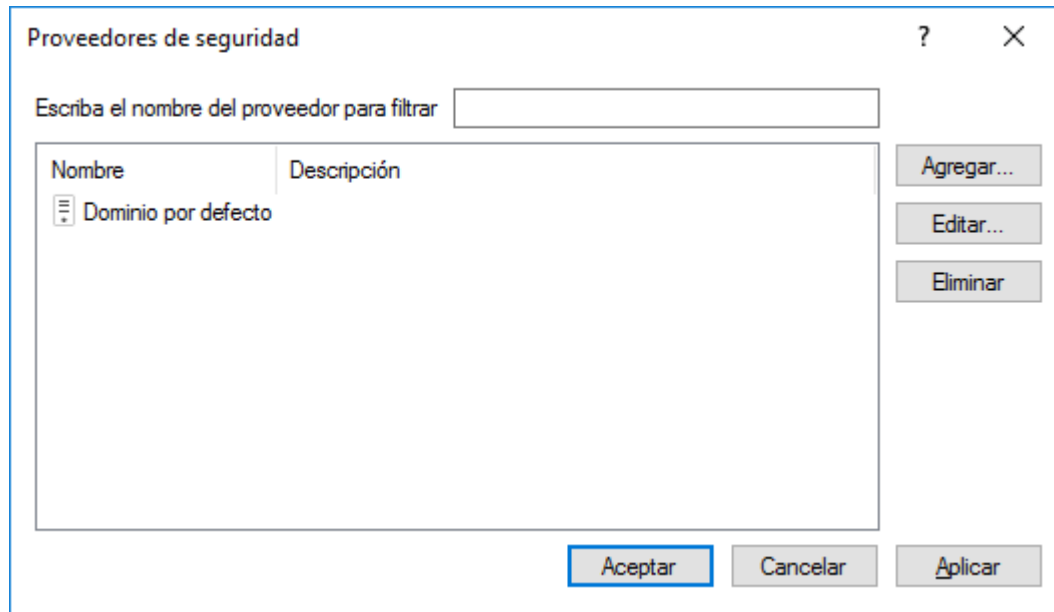 Proveedores de seguridad ?
Escriba el nombre del proveedor para filtrar
Nombre Descripción
Dominio por defecto
Agregar...
Editar...
Eliminar
Aceptar Cancelar Aplicar